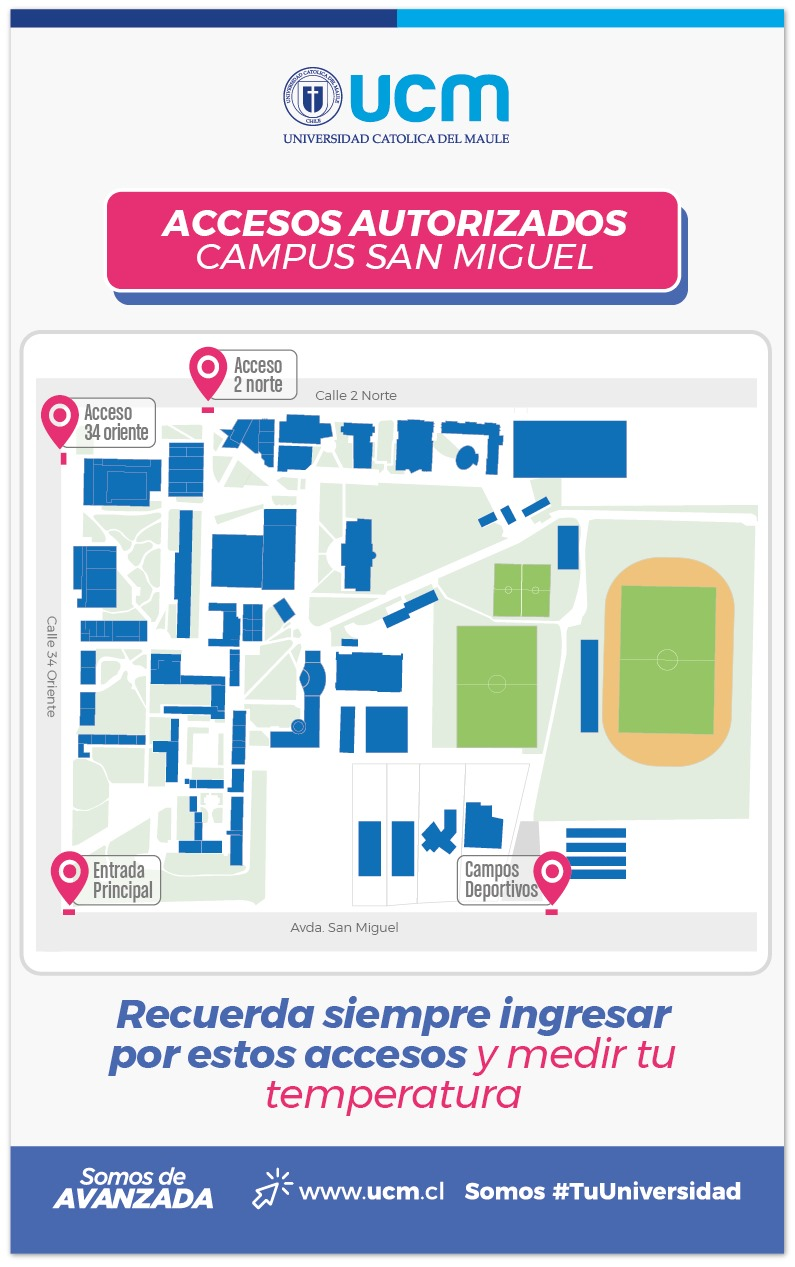 UNIVERSIDAD CATOLICA DEL MAULE
CHILE
ucm
UNIVERSIDAD CATOLICA DEL MAULE
ACCESOS AUTORIZADOS
CAMPUS SAN MIGUEL
Acceso
2 norte
Calle 2 Norte
Acceso
34 oriente
Calle 34 Oriente
Entrada
Principal
Campos
Deportivos
Avda. San Miguel
Recuerda siempre ingresar
por estos accesos y medir tu
temperatura
Somos de
AVANZADA
www.ucm.cl
Somos #TuUniversidad